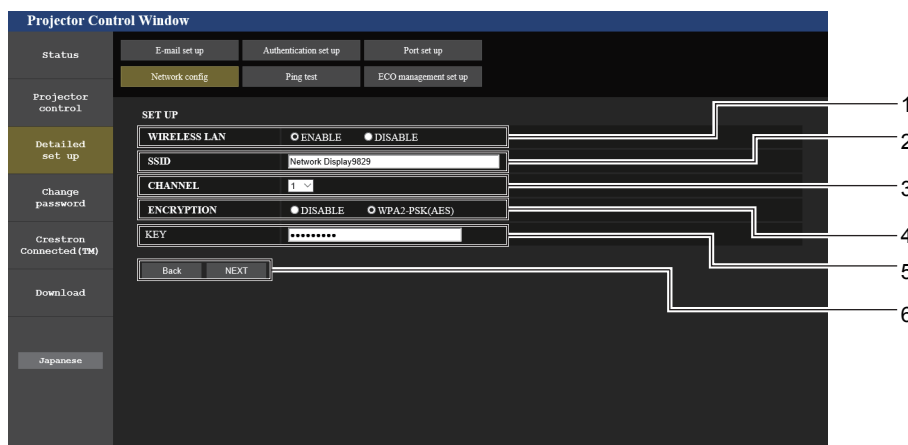 Projector Control Window
Status
E-mail set up
Authentication set up
Port set up
Network config
Ping test
ECO management set up
Projector
control
Detailed
set up
Change
password
Crestron
Connected(TM)
Download
Japanese
SET UP
WIRELESS LAN ENABLE DISABLE
SSID Network Display9829
CHANNEL 1
ENCRYPTION DISABLE WPA2-PSK(AES)
KEY •••••••••
Back NEXT
1
2
3
4
5
6